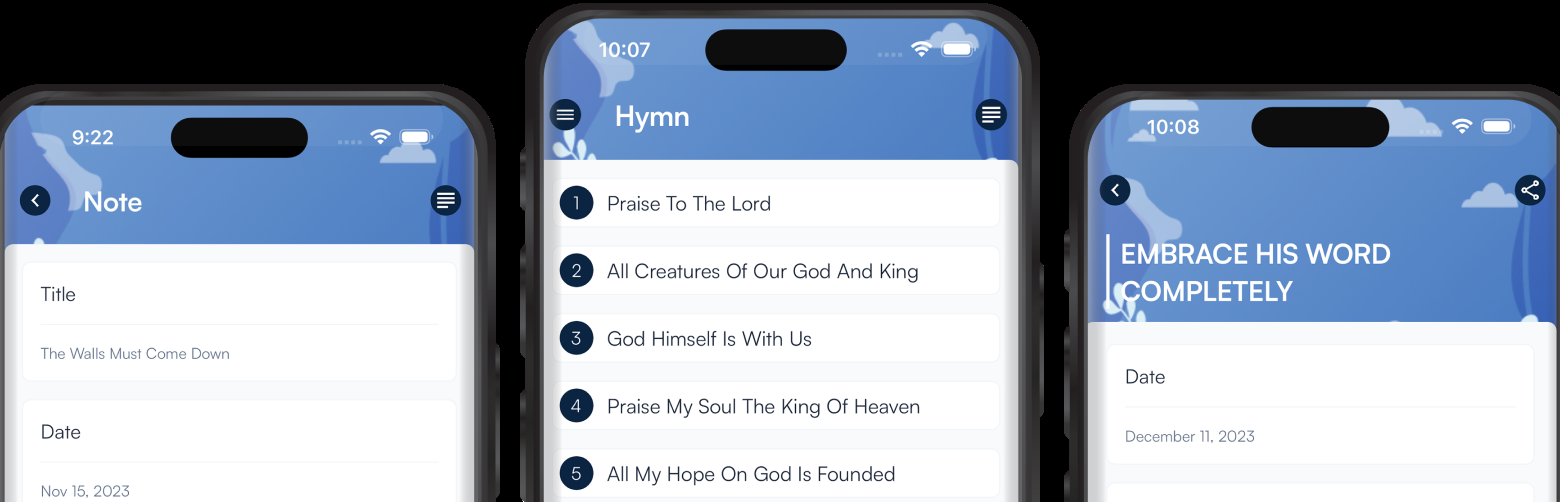 9:22
Note
Title
The Walls Must Come Down
Date
Nov 15, 2023
10:07
Hymn
1 Praise To The Lord
2 All Creatures Of Our God And King
3 God Himself Is With Us
4 Praise My Soul The King Of Heaven
5 All My Hope On God Is Founded
10:08
EMBRACE HIS WORD
COMPLETELY
Date
December 11, 2023